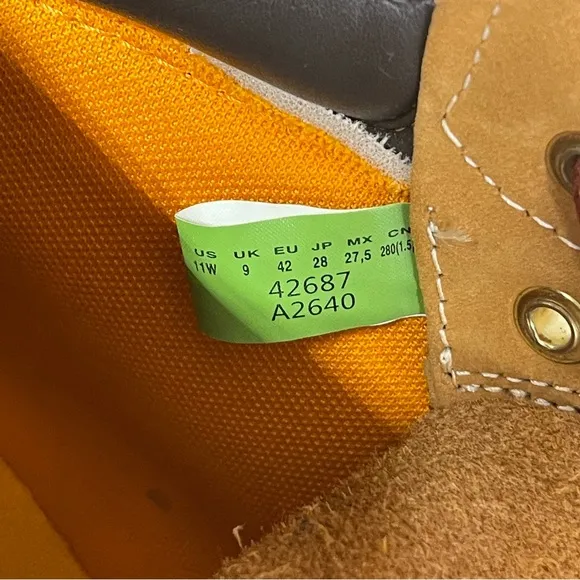 US UK EU JP MX CN
11W 9 42 28 27,5 280(1.5)
42687
A2640